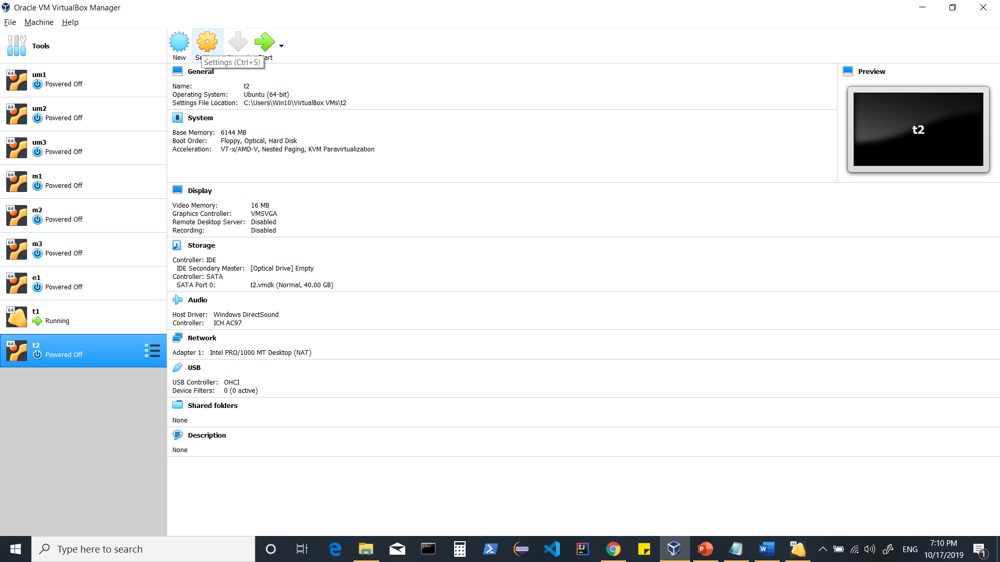 Oracle VM VirtualBox Manager
File Machine Help
Tools
New
Settings (Ctrl+S)
64
um1
Powered Off
64
um2
Powered Off
64
um3
Powered Off
64
m1
Powered Off
64
m2
Powered Off
64
m3
Powered Off
64
e1
Powered Off
64
t1
Running
64
t2
Powered Off
General
Name: t2
Operating System: Ubuntu (64-bit)
Settings File Location: C:\Users\Win10\VirtualBox VMs\t2
Preview
t2
System
Base Memory: 6144 MB
Boot Order: Floppy, Optical, Hard Disk
Acceleration: VT-x/AMD-V, Nested Paging, KVM Paravirtualization
Display
Video Memory: 16 MB
Graphics Controller: VMSVGA
Remote Desktop Server: Disabled
Recording: Disabled
Storage
Controller: IDE
IDE Secondary Master: [Optical Drive] Empty
Controller: SATA
SATA Port 0: t2.vmdk (Normal, 40.00 GB)
Audio
Host Driver: Windows DirectSound
Controller: ICH AC97
Network
Adapter 1: Intel PRO/1000 MT Desktop (NAT)
USB
USB Controller: OHCI
Device Filters: 0 (0 active)
Shared folders
None
Description
None
Type here to search
ENG
7:10 PM
10/17/2019
1